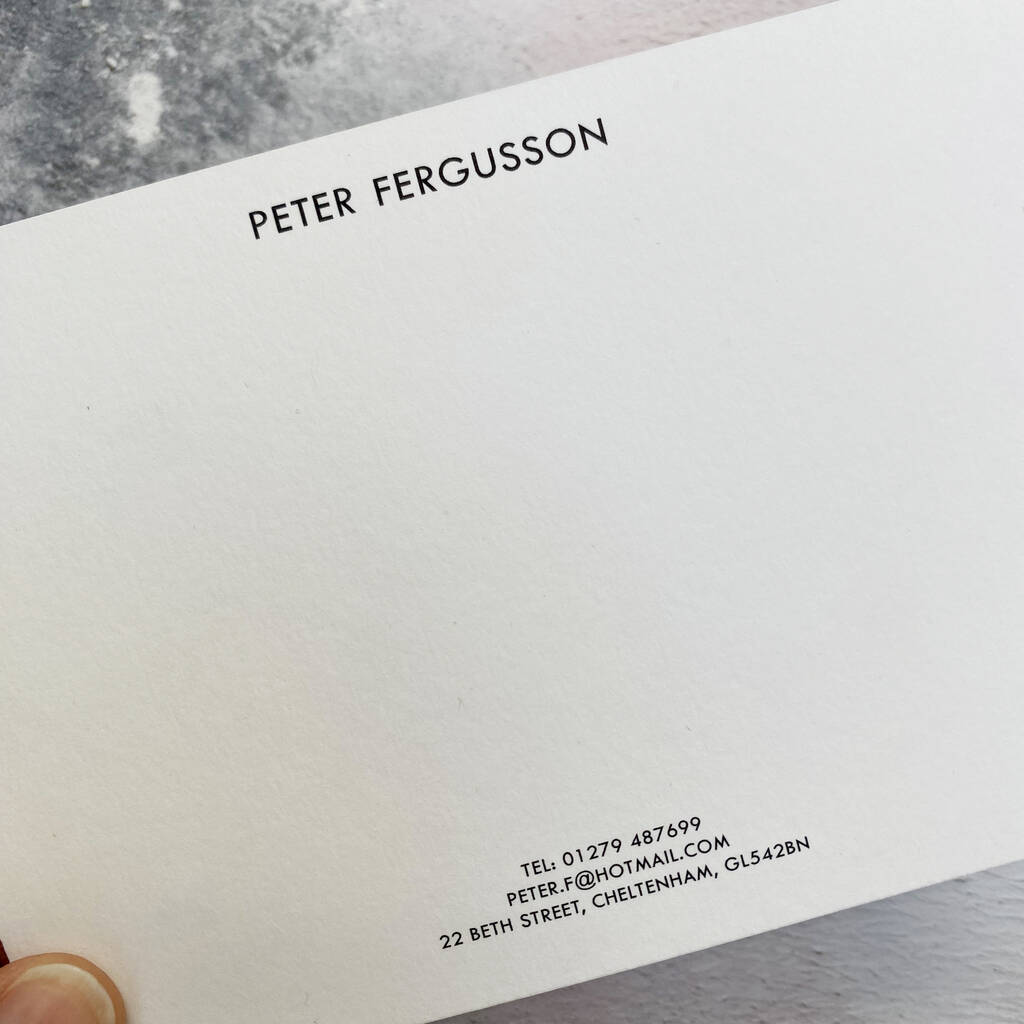 PETER FERGUSSON
TEL: 01279 487699
PETER.F@HOTMAIL.COM
22 BETH STREET, CHELTENHAM, GL542BN